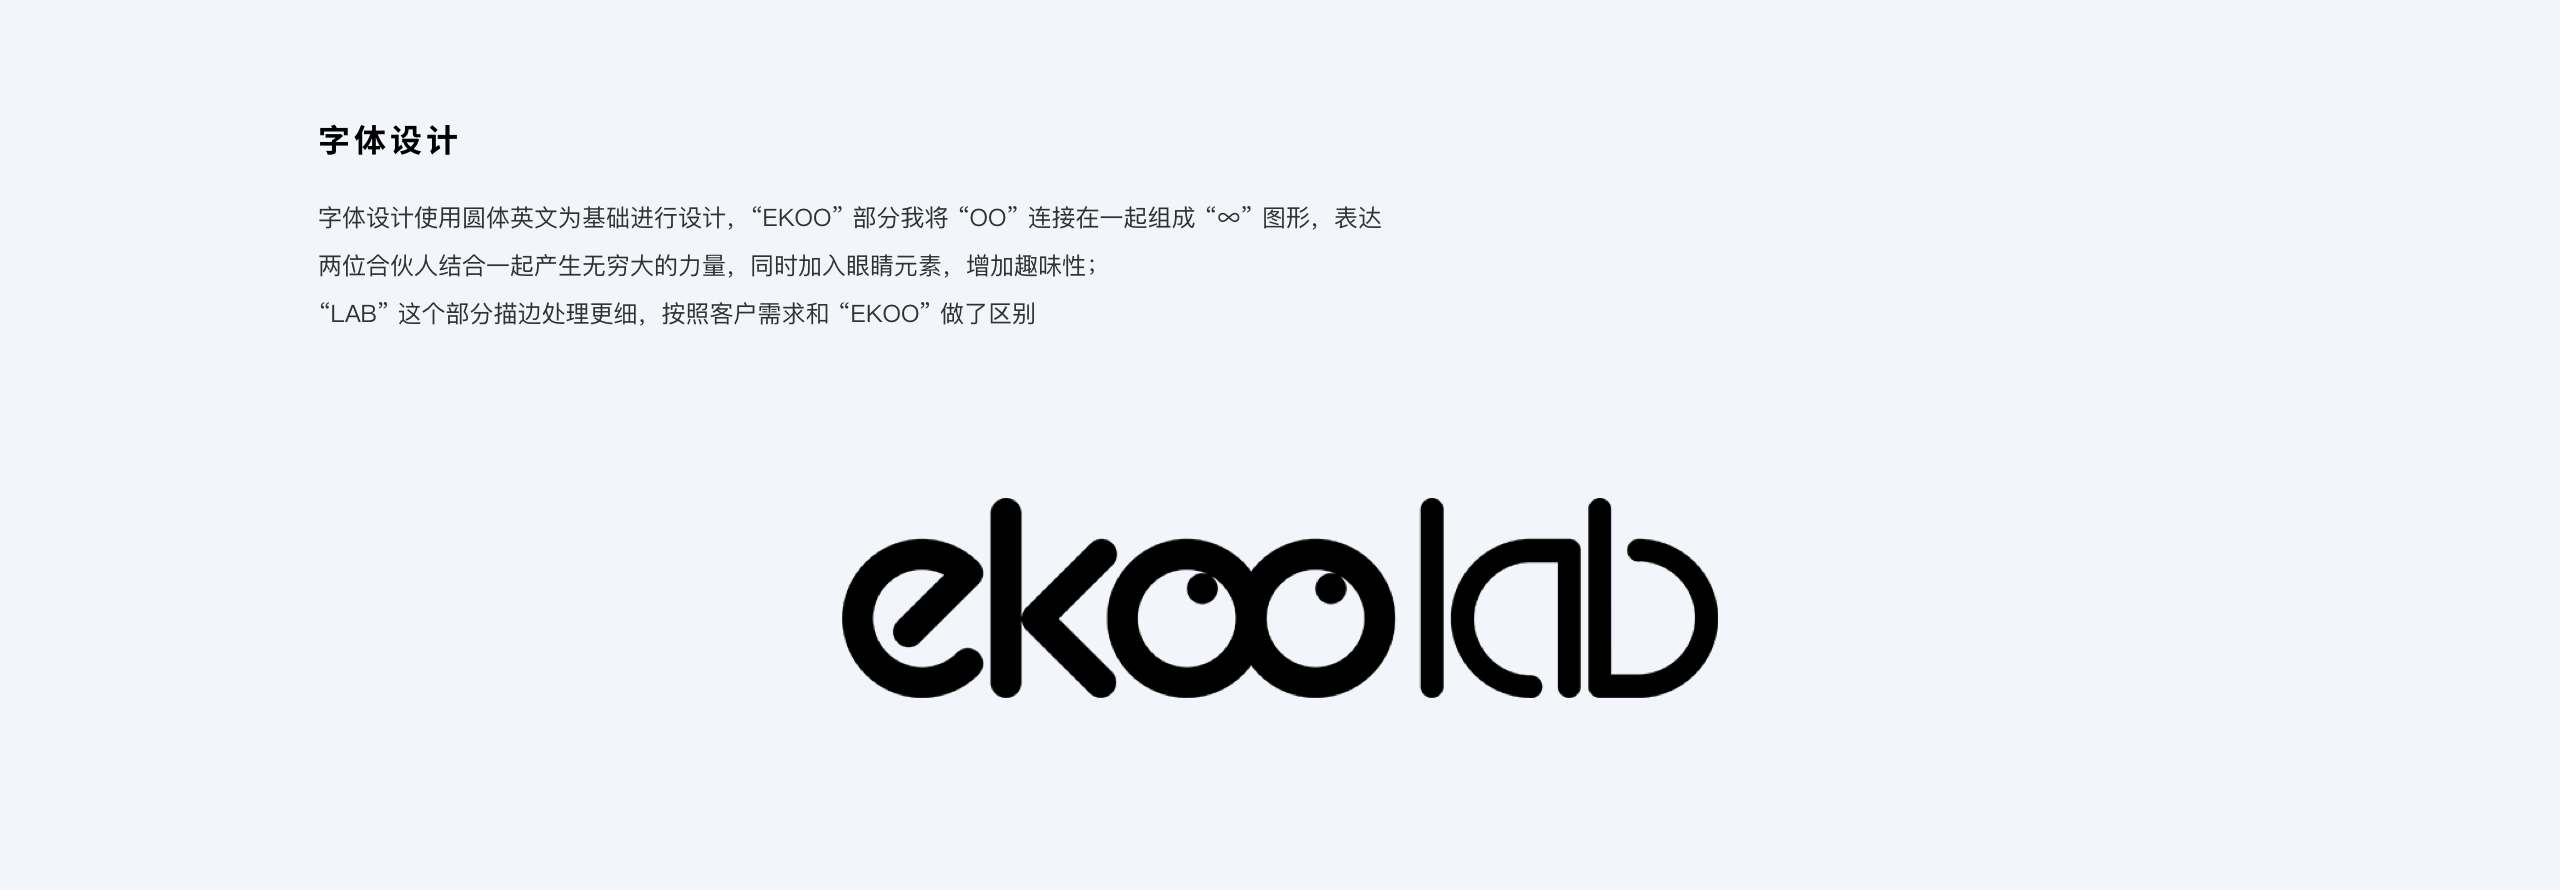 字体设计
字体设计使用圆体英文为基础进行设计，“EKOO” 部分我将 “OO” 连接在一起组成 “∞” 图形，表达
两位合伙人结合一起产生无穷大的力量，同时加入眼睛元素，增加趣味性；
“LAB” 这个部分描边处理更细，按照客户需求和 “EKOO” 做了区别
ekoolab